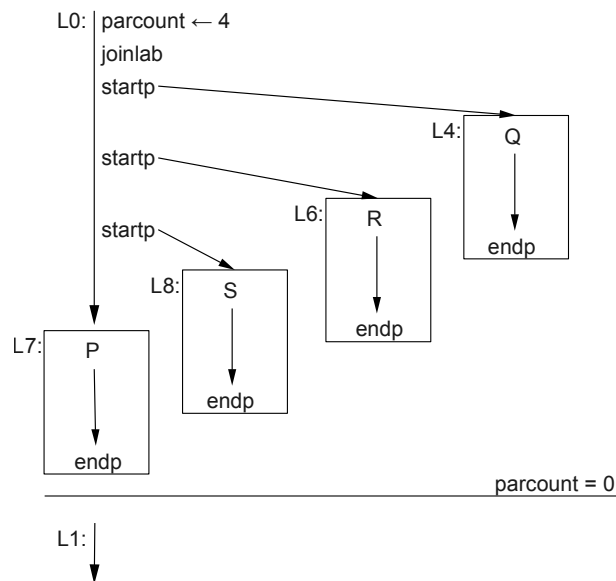 L0: parcount ← 4
joinlab
startp
L4: Q
startp
L6: R
startp
endp
L8: S
L7: P
endp
endp
endp
parcount = 0
L1: